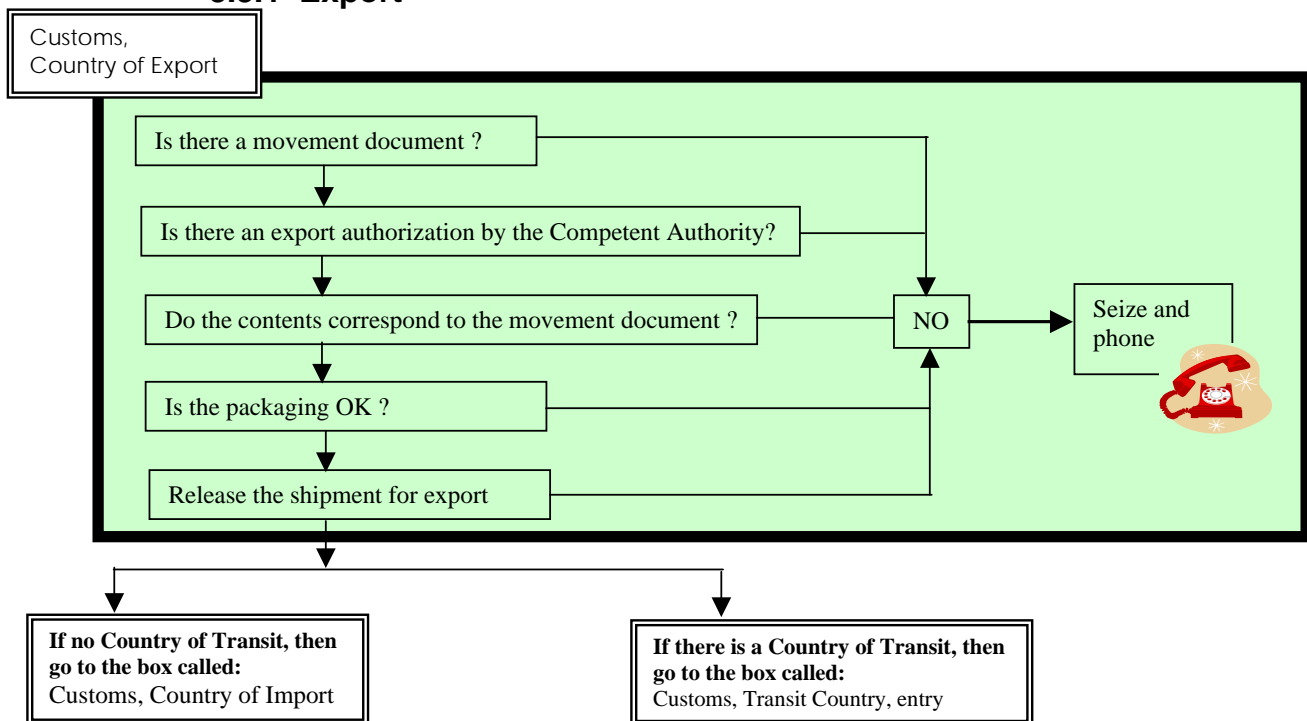 Export
Customs,
Country of Export
Is there a movement document ?
Is there an export authorization by the Competent Authority?
Do the contents correspond to the movement document ?
NO
Seize and
phone
Is the packaging OK ?
Release the shipment for export
If no Country of Transit, then
go to the box called:
Customs, Country of Import
If there is a Country of Transit, then
go to the box called:
Customs, Transit Country, entry